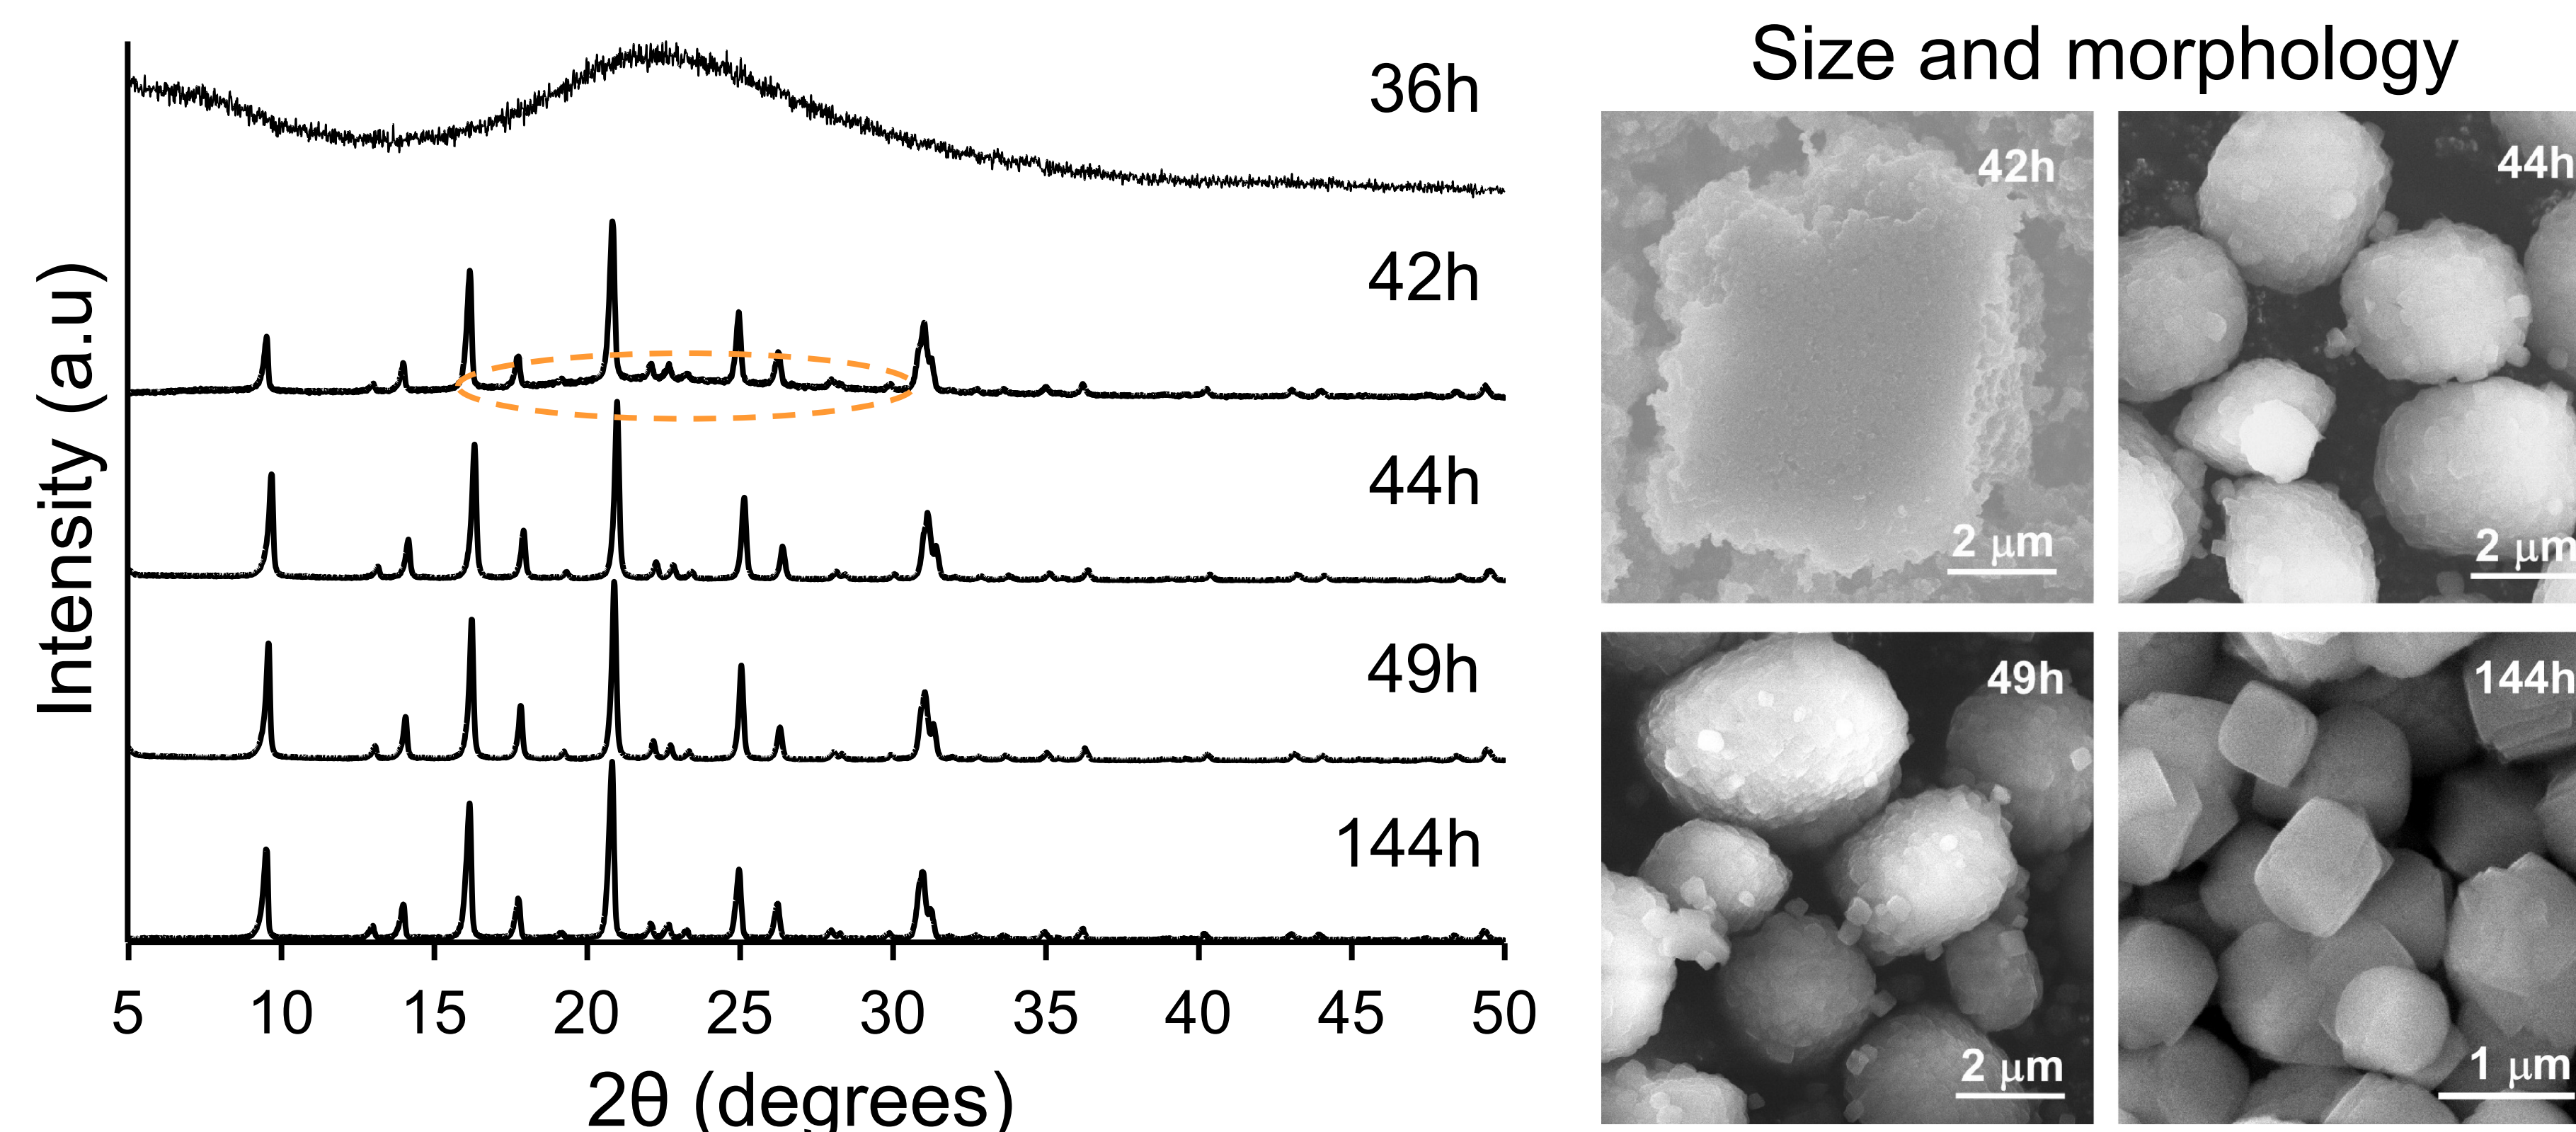 Intensity (a.u)
36h
42h
44h
49h
144h
5 10 15 20 25 30 35 40 45 50
2θ (degrees)
Size and morphology
42h
2 μm
44h
2 μm
49h
2 μm
144h
1 μm